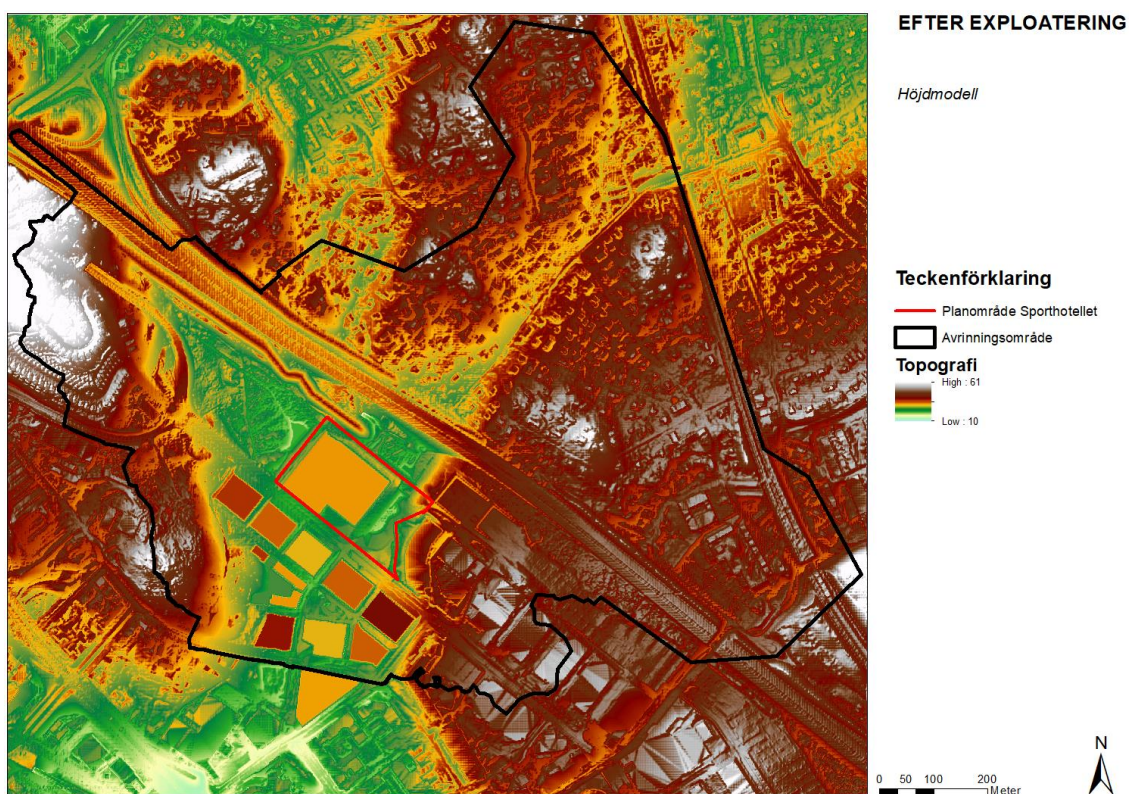 EFTER EXPLOATERING
Höjdmodell
Teckenförklaring
Planområde Sporthotellet
Avrinningsområde
Topografi
High : 61
Low : 10
N
0 50 100 200
Meter